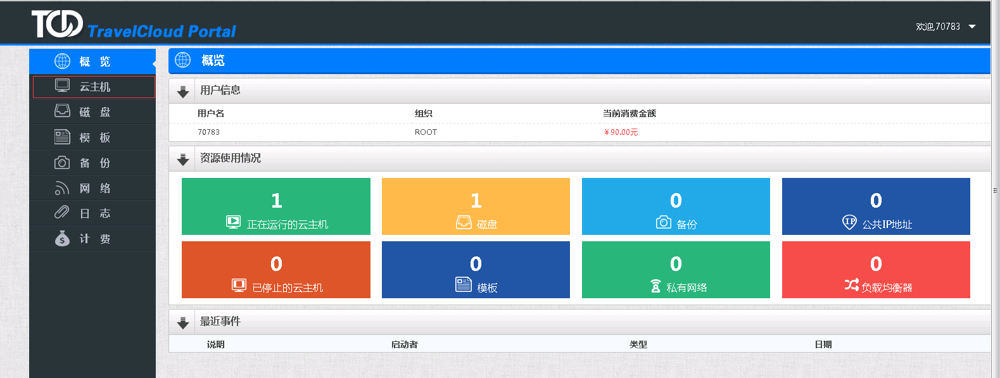 TCD TravelCloud Portal
欢迎,70783
概 览
云主机
磁 盘
模 板
备 份
网 络
日 志
计 费
概览
用户信息
用户名 组织 当前消费金额
70783 ROOT ¥90.00元
资源使用情况
1 1 0 0
正在运行的云主机 磁盘 备份 IP 公共IP地址
0 0 0 0
已停止的云主机 模板 私有网络 负载均衡器
最近事件
说明 启动者 类型 日期